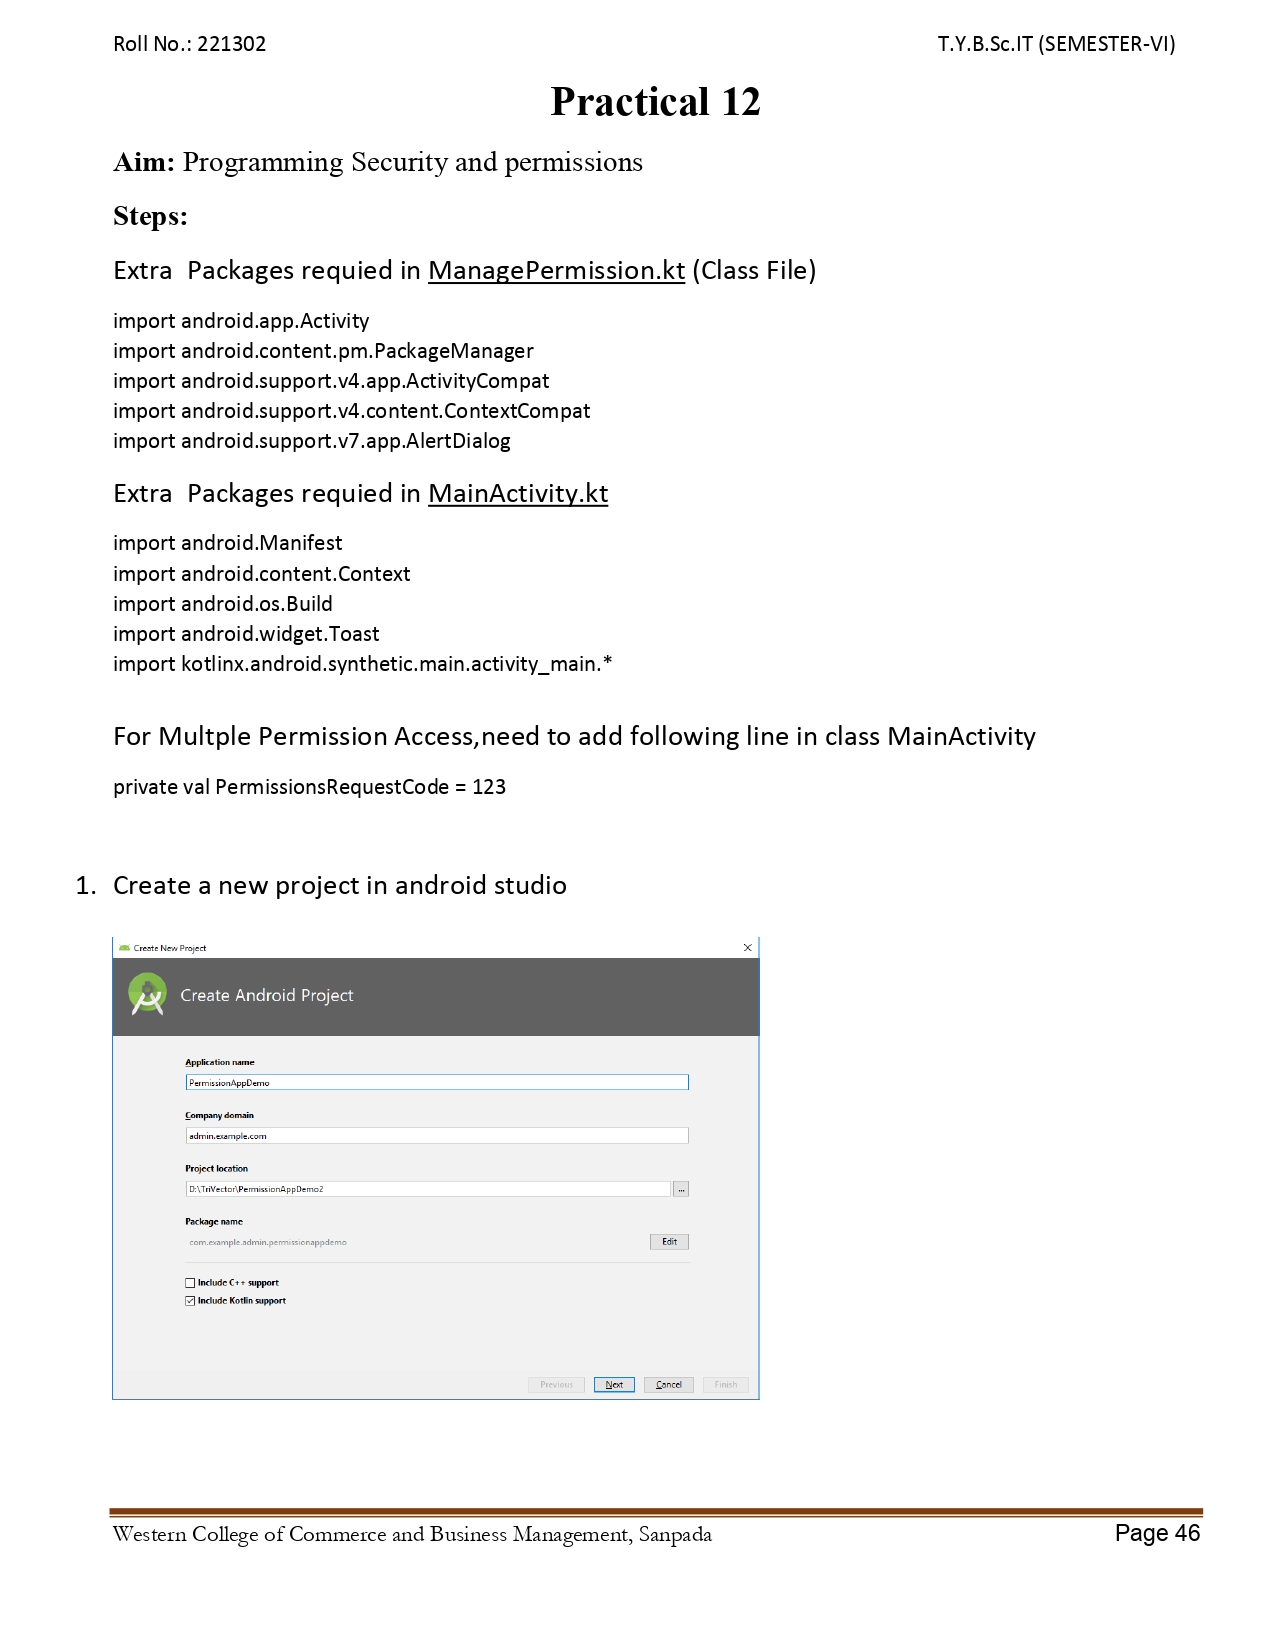 Roll No.: 221302 T.Y.B.Sc.IT (SEMESTER-VI)
Practical 12
Aim: Programming Security and permissions
Steps:
Extra  Packages requied in ManagePermission.kt (Class File)
import android.app.Activity
import android.content.pm.PackageManager
import android.support.v4.app.ActivityCompat
import android.support.v4.content.ContextCompat
import android.support.v7.app.AlertDialog
Extra  Packages requied in MainActivity.kt
import android.Manifest
import android.content.Context
import android.os.Build
import android.widget.Toast
import kotlinx.android.synthetic.main.activity_main.*
For Multple Permission Access,need to add following line in class MainActivity
private val PermissionsRequestCode = 123
1. Create a new project in android studio
Create New Project
Create Android Project
Application name
PermissionAppDemo
Company domain
admin.example.com
Project location
D:\TriVector\PermissionAppDemo2 ...
Package name
com.example.admin.permissionappdemo Edit
Include C++ support
Include Kotlin support
Previous Next Cancel Finish
Western College of Commerce and Business Management, Sanpada Page 46